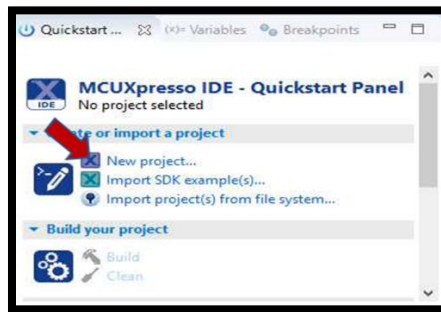 Quickstart ... (x)= Variables Breakpoints
IDE
MCUXpresso IDE - Quickstart Panel
No project selected
ate or import a project
New project...
Import SDK example(s)...
Import project(s) from file system...
Build your project
Build
Clean